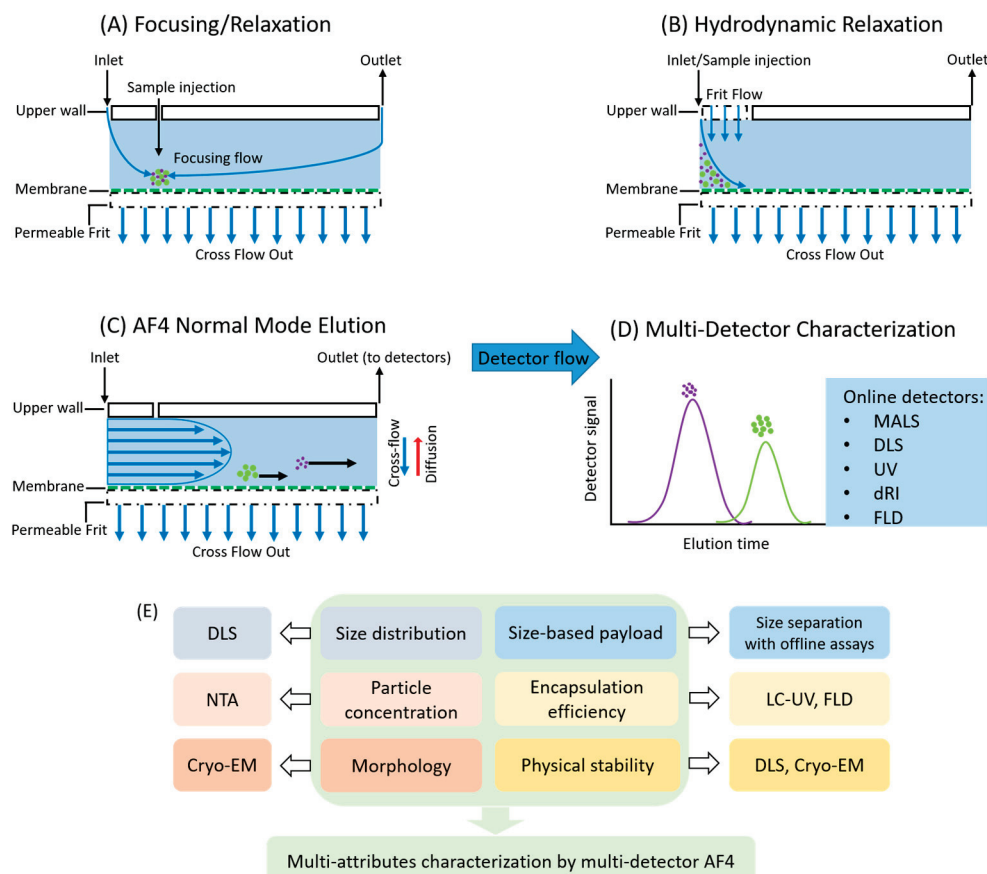 (A) Focusing/Relaxation
Inlet
Outlet
Sample injection
Upper wall
Focusing flow
Membrane
Permeable Frit
Cross Flow Out
(B) Hydrodynamic Relaxation
Inlet/Sample injection
Outlet
Frit Flow
Upper wall
Membrane
Permeable Frit
Cross Flow Out
(C) AF4 Normal Mode Elution
Inlet
Outlet (to detectors)
Upper wall
Cross-flow
Diffusion
Membrane
Permeable Frit
Cross Flow Out
Detector flow
(D) Multi-Detector Characterization
Detector signal
Elution time
Online detectors:
• MALS
• DLS
• UV
• dRI
• FLD
(E)
DLS
Size distribution
Size-based payload
Size separation
with offline assays
NTA
Particle
concentration
Encapsulation
efficiency
LC-UV, FLD
Cryo-EM
Morphology
Physical stability
DLS, Cryo-EM
Multi-attributes characterization by multi-detector AF4